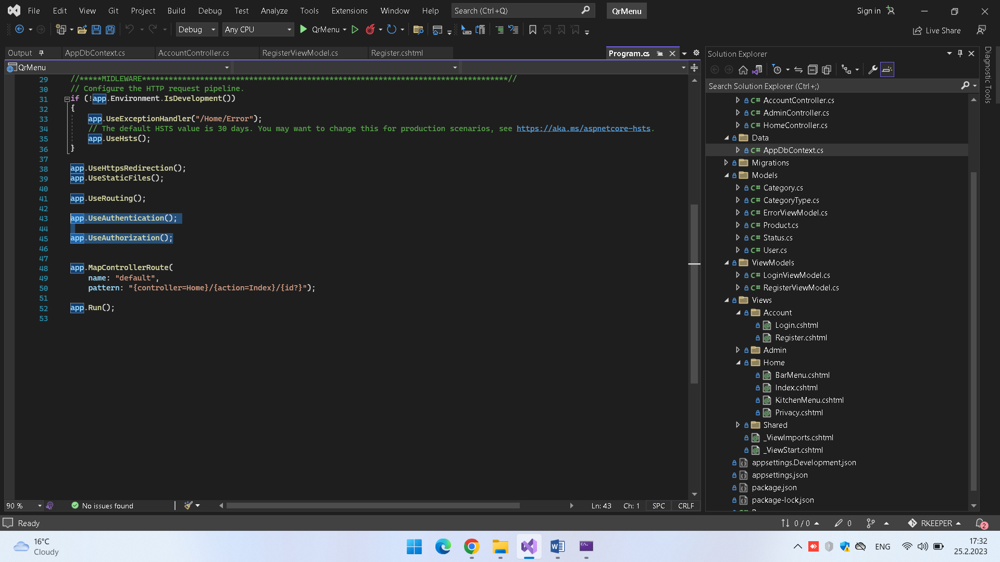 File Edit View Git Project Build Debug Test Analyze Tools Extensions Window Help Search (Ctrl+Q) QrMenu Sign in
Debug Any CPU QrMenu Live Share
Output AppDbContext.cs AccountController.cs RegisterViewModel.cs Register.cshtml Program.cs
QrMenu
29 //*****MIDLEWARE**********************************************************************************//
30 // Configure the HTTP request pipeline.
31 if (!app.Environment.IsDevelopment())
32 {
33 app.UseExceptionHandler("/Home/Error");
34 // The default HSTS value is 30 days. You may want to change this for production scenarios, see https://aka.ms/aspnetcore-hsts.
35 app.UseHsts();
36 }
37
38 app.UseHttpsRedirection();
39 app.UseStaticFiles();
40
41 app.UseRouting();
42
43 app.UseAuthentication();
44
45 app.UseAuthorization();
46
47
48 app.MapControllerRoute(
49 name: "default",
50 pattern: "{controller=Home}/{action=Index}/{id?}");
51
52 app.Run();
53
90 % No issues found Ln: 43 Ch: 1 SPC CRLF
Solution Explorer
Search Solution Explorer (Ctrl+;)
C# AccountController.cs
C# AdminController.cs
C# HomeController.cs
Data
C# AppDbContext.cs
Migrations
Models
C# Category.cs
C# CategoryType.cs
C# ErrorViewModel.cs
C# Product.cs
C# Status.cs
C# User.cs
ViewModels
C# LoginViewModel.cs
C# RegisterViewModel.cs
Views
Account
Login.cshtml
Register.cshtml
Admin
Home
BarMenu.cshtml
Index.cshtml
KitchenMenu.cshtml
Privacy.cshtml
Shared
_ViewImports.cshtml
_ViewStart.cshtml
appsettings.Development.json
appsettings.json
package.json
package-lock.json
Diagnostic Tools
Ready 0 / 0 0 RKEEPER 2
16°C
Cloudy
ENG
17:32
25.2.2023